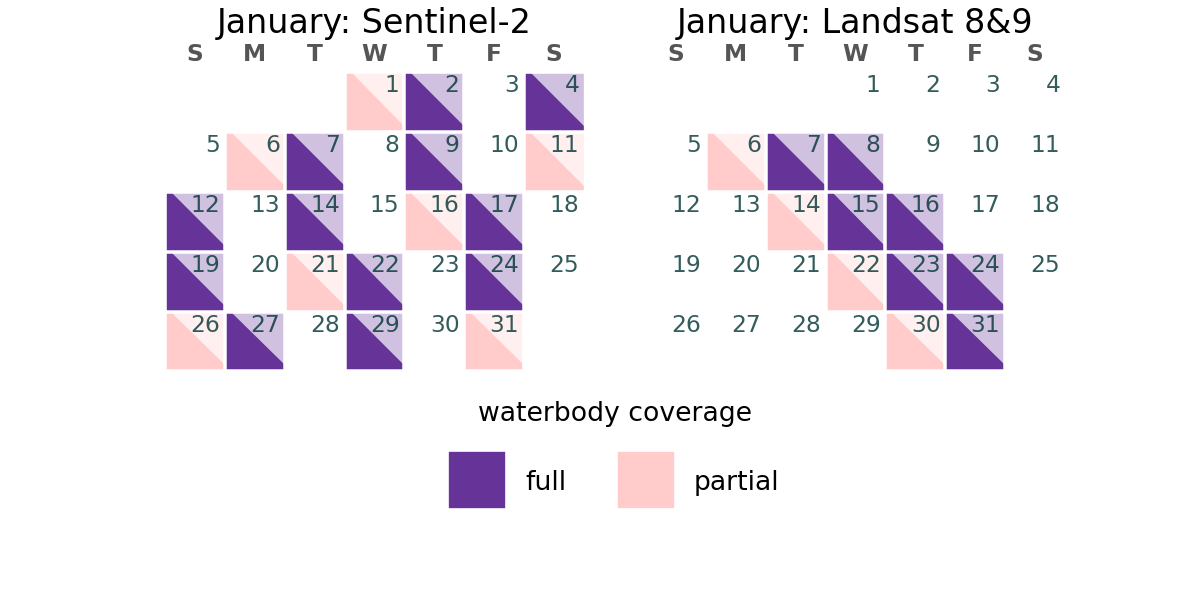 January: Sentinel-2
S M T W T F S
1 2 3 4
5 6 7 8 9 10 11
12 13 14 15 16 17 18
19 20 21 22 23 24 25
26 27 28 29 30 31
January: Landsat 8&9
S M T W T F S
1 2 3 4
5 6 7 8 9 10 11
12 13 14 15 16 17 18
19 20 21 22 23 24 25
26 27 28 29 30 31
waterbody coverage
full partial